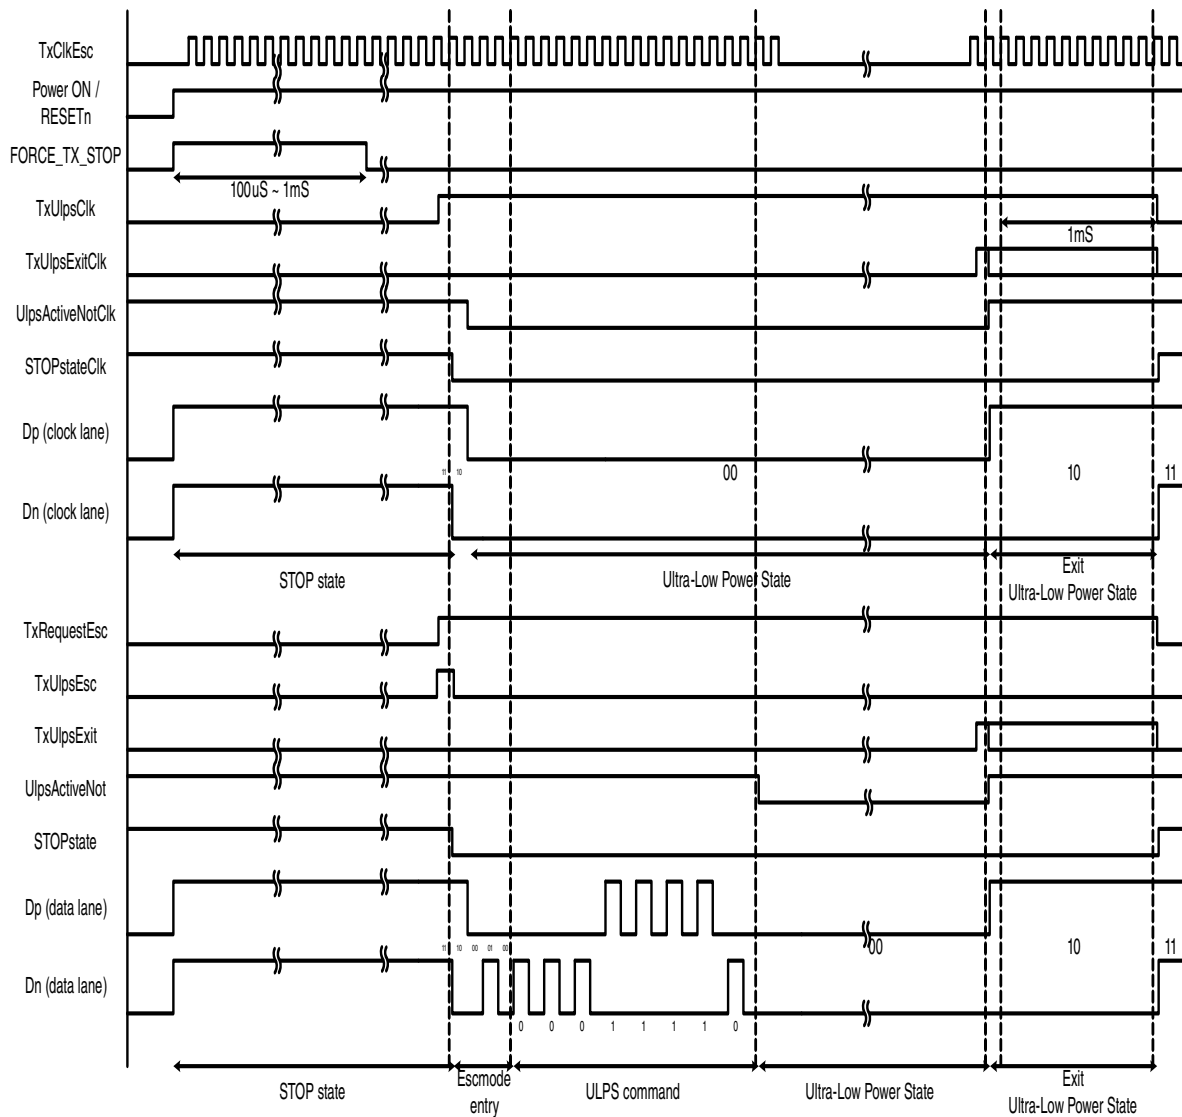 TxClkEsc
Power ON /
RESETn
FORCE_TX_STOP
100uS ~ 1mS
TxUlpsClk
1mS
TxUlpsExitClk
UlpsActiveNotClk
STOPstateClk
Dp (clock lane)
11 10 00 10 11
Dn (clock lane)
STOP state
Ultra-Low Power State
Exit
Ultra-Low Power State
TxRequestEsc
TxUlpsEsc
TxUlpsExit
UlpsActiveNot
STOPstate
Dp (data lane)
11 10 00 01 00 00 10 11
Dn (data lane)
0 0 0 1 1 1 1 0
STOP state
Escmode
entry
ULPS command
Ultra-Low Power State
Exit
Ultra-Low Power State